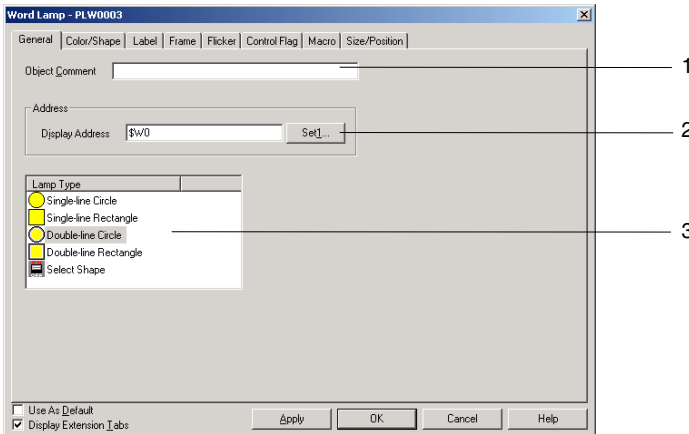 Word Lamp - PLW0003
General Color/Shape Label Frame Flicker Control Flag Macro Size/Position
Object Comment
1
Address
Display Address $W0 Set1...
2
Lamp Type
Single-line Circle
Single-line Rectangle
Double-line Circle
3
Double-line Rectangle
Select Shape
Use As Default
Display Extension Tabs
Apply OK Cancel Help